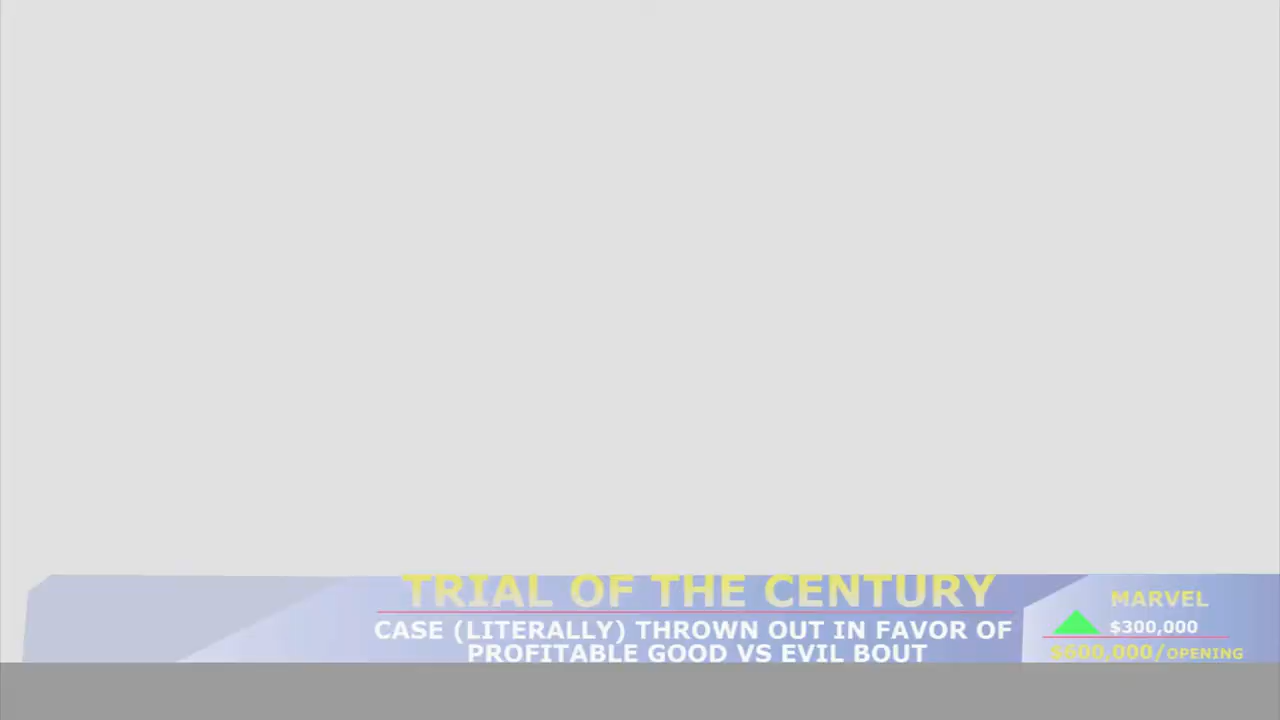 TRIAL OF THE CENTURY
CASE (LITERALLY) THROWN OUT IN FAVOR OF
PROFITABLE GOOD VS EVIL BOUT
MARVEL
$300,000
$600,000/OPENING